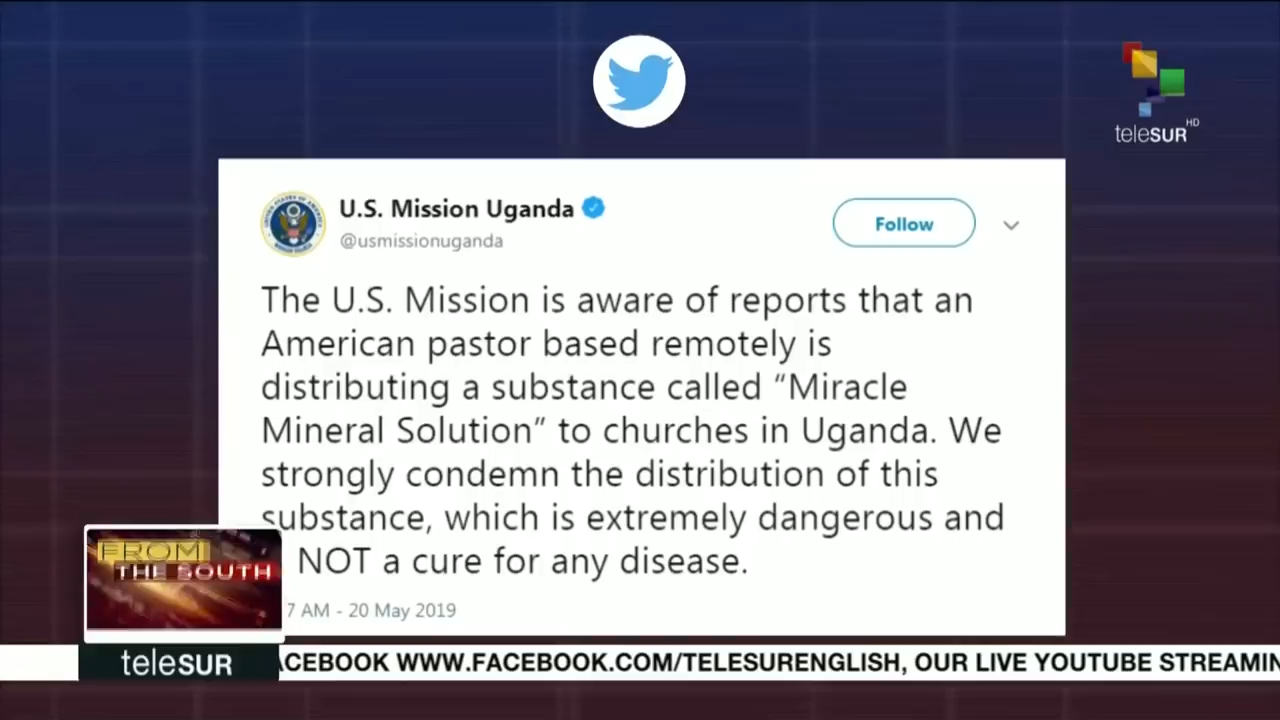 HD
teleSUR
U.S. Mission Uganda
@usmissionuganda
Follow
The U.S. Mission is aware of reports that an
American pastor based remotely is
distributing a substance called “Miracle
Mineral Solution” to churches in Uganda. We
strongly condemn the distribution of this
substance, which is extremely dangerous and
NOT a cure for any disease.
7 AM - 20 May 2019
FROM
THE SOUTH
teleSUR
ACEBOOK WWW.FACEBOOK.COM/TELESURENGLISH, OUR LIVE YOUTUBE STREAMIN